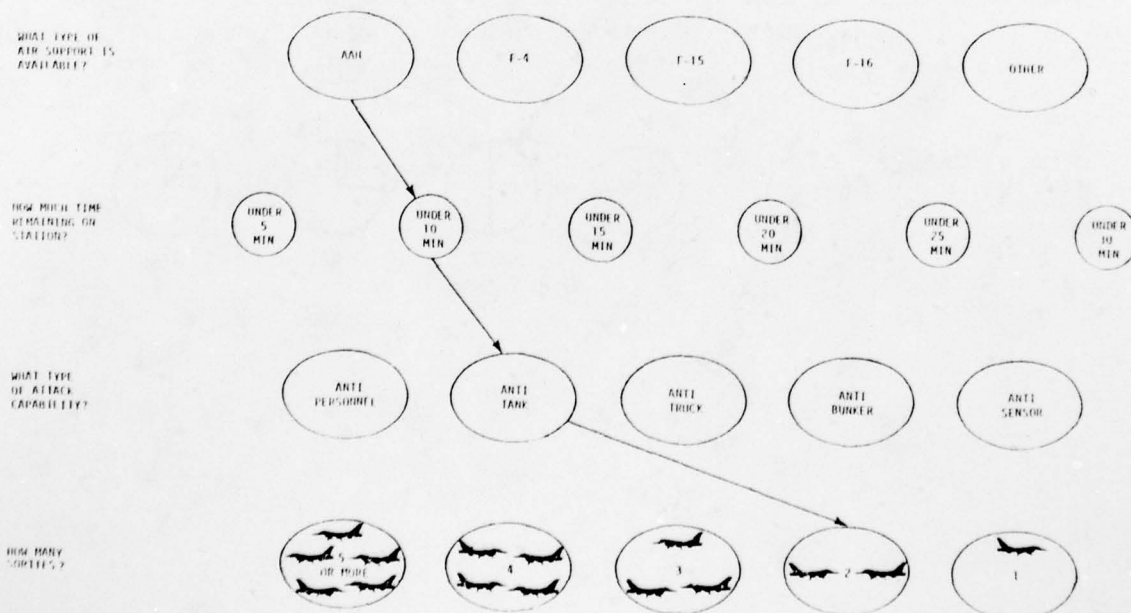 WHAT TYPE OF
AIR SUPPORT IS
AVAILABLE?
AAH
F-4
F-15
F-16
OTHER
HOW MUCH TIME
REMAINING ON
STATION?
UNDER
5
MIN
UNDER
10
MIN
UNDER
15
MIN
UNDER
20
MIN
UNDER
25
MIN
UNDER
30
MIN
WHAT TYPE
OF ATTACK
CAPABILITY?
ANTI
PERSONNEL
ANTI
TANK
ANTI
TRUCK
ANTI
BUNKER
ANTI
SENSOR
HOW MANY
SORTIES?
5
OR MORE
4
3
2
1